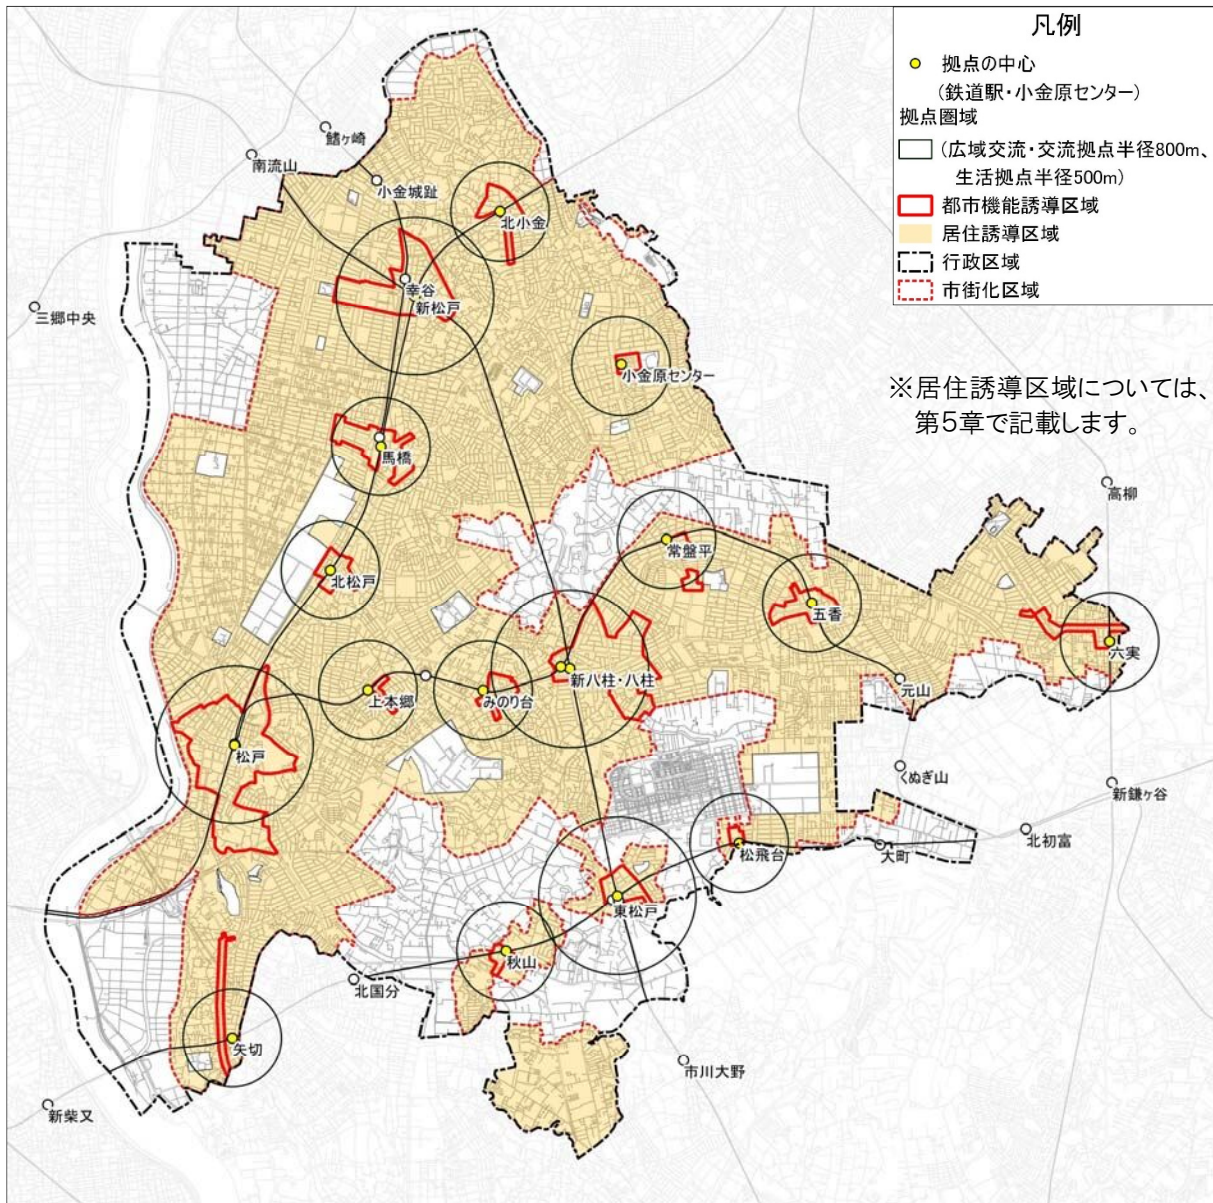 凡例
拠点の中心
(鉄道駅・小金原センター)
拠点圏域
(広域交流・交流拠点半径800m、
生活拠点半径500m)
都市機能誘導区域
居住誘導区域
行政区域
市街化区域
※居住誘導区域については、
第5章で記載します。
鰭ヶ崎
南流山
小金城趾
北小金
幸谷
新松戸
三郷中央
小金原センター
馬橋
高柳
常盤平
北松戸
五香
六実
新八柱・八柱
元山
上本郷
みのり台
松戸
くぬぎ山
新鎌ヶ谷
北初富
大町
松飛台
東松戸
秋山
北国分
矢切
市川大野
新柴又